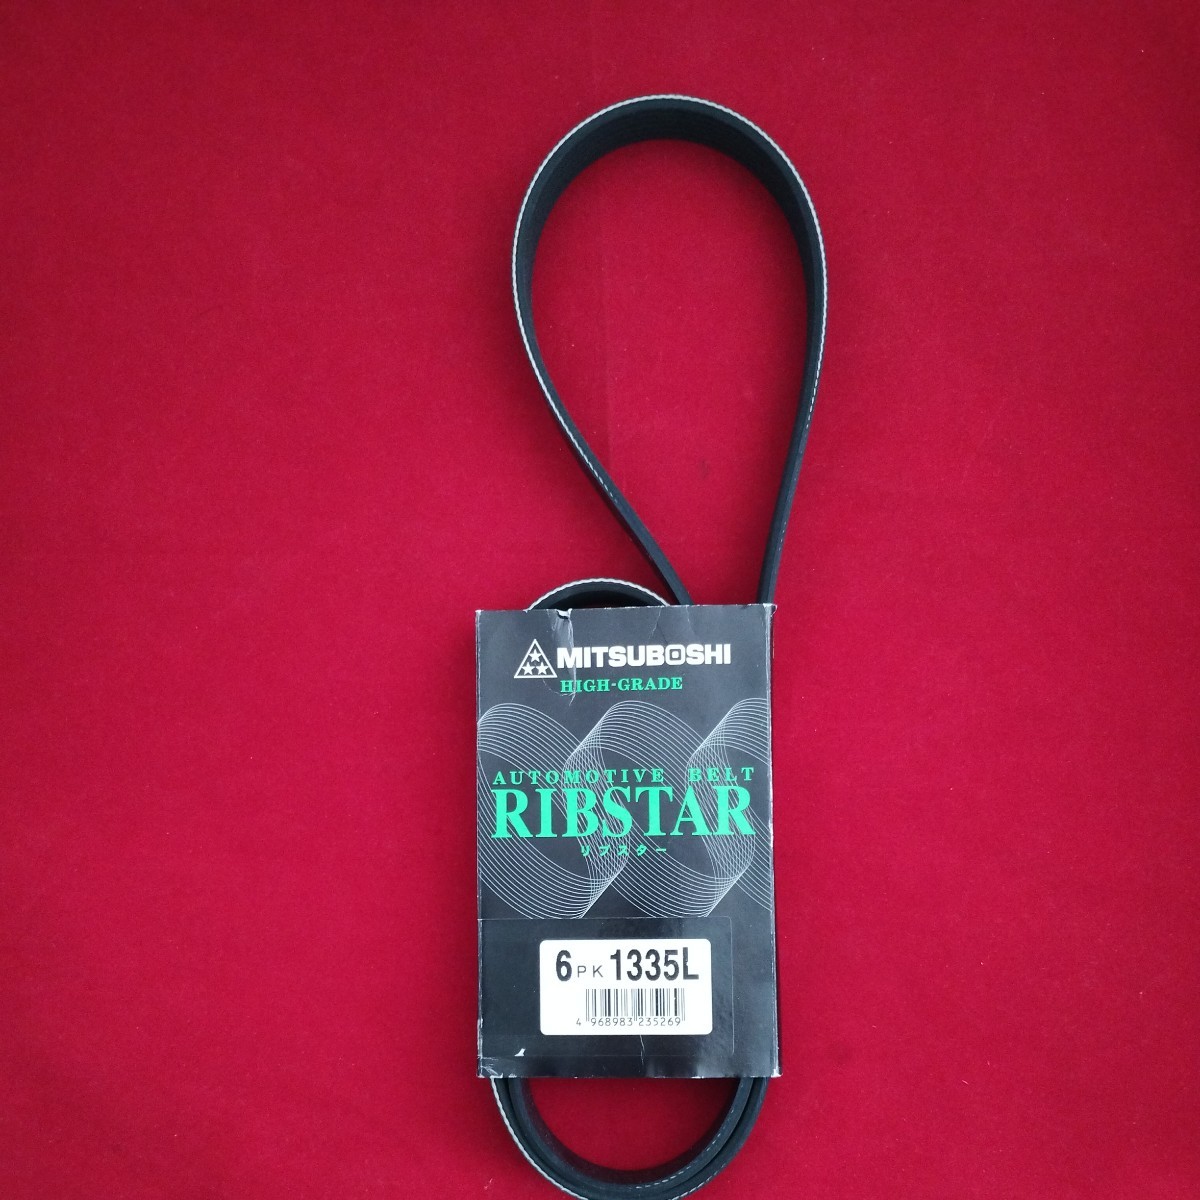 MITSUBOSHI
HIGH-GRADE
AUTOMOTIVE BELT
RIBSTAR
リブスター
6PK1335L
4 968983 235269